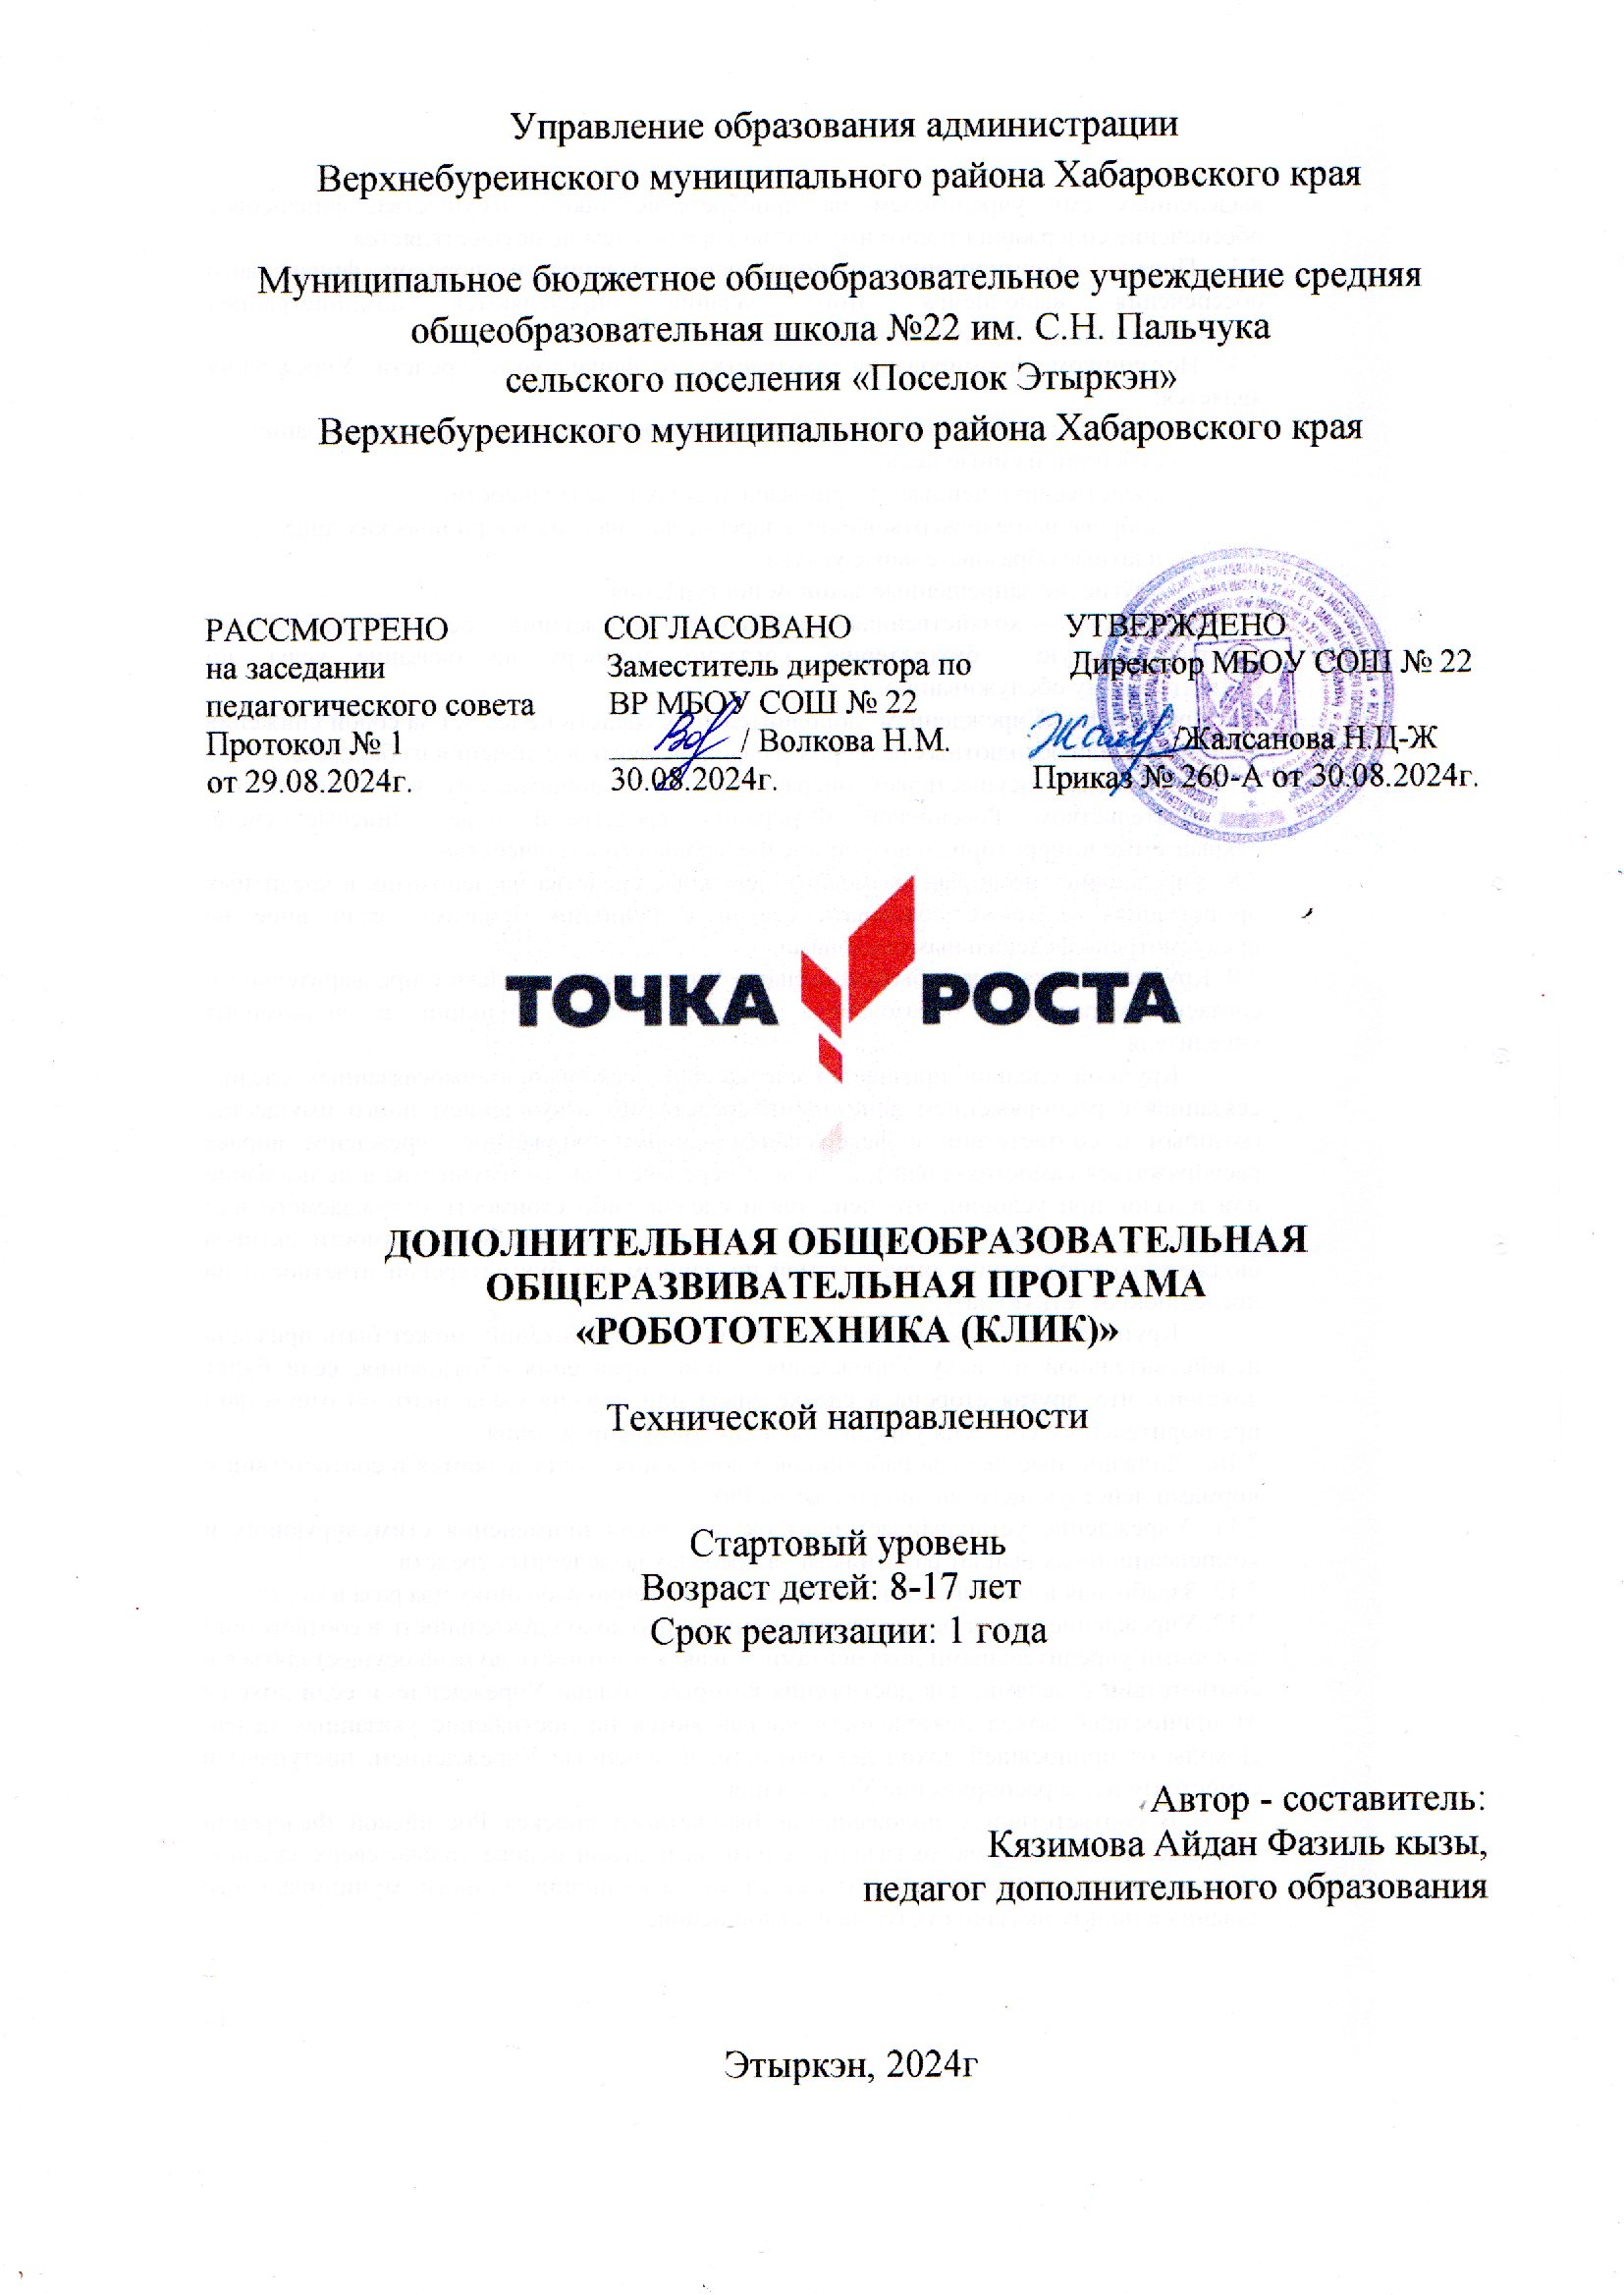 Управление образования администрации
Верхнебуреинского муниципального района Хабаровского края
Муниципальное бюджетное общеобразовательное учреждение средняя
общеобразовательная школа №22 им. С.Н. Пальчука
сельского поселения «Поселок Этыркэн»
Верхнебуреинского муниципального района Хабаровского края
РАССМОТРЕНО
на заседании
педагогического совета
Протокол № 1
от 29.08.2024г.
СОГЛАСОВАНО
Заместитель директора по
ВР МБОУ СОШ № 22
________/ Волкова Н.М.
30.08.2024г.
УТВЕРЖДЕНО
Директор МБОУ СОШ № 22
_______/Жалсанова Н.Ц-Ж
Приказ № 260-А от 30.08.2024г.
ТОЧКА РОСТА
ДОПОЛНИТЕЛЬНАЯ ОБЩЕОБРАЗОВАТЕЛЬНАЯ
ОБЩЕРАЗВИВАТЕЛЬНАЯ ПРОГРАМА
«РОБОТОТЕХНИКА (КЛИК)»
Технической направленности
Стартовый уровень
Возраст детей: 8-17 лет
Срок реализации: 1 года
Автор - составитель:
Кязимова Айдан Фазиль кызы,
педагог дополнительного образования
Этыркэн, 2024г